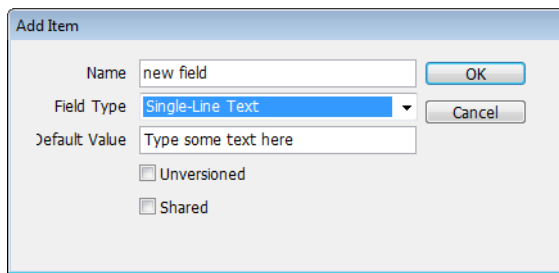 Add Item
Name new field OK
Field Type Single-Line Text Cancel
Default Value Type some text here
Unversioned
Shared